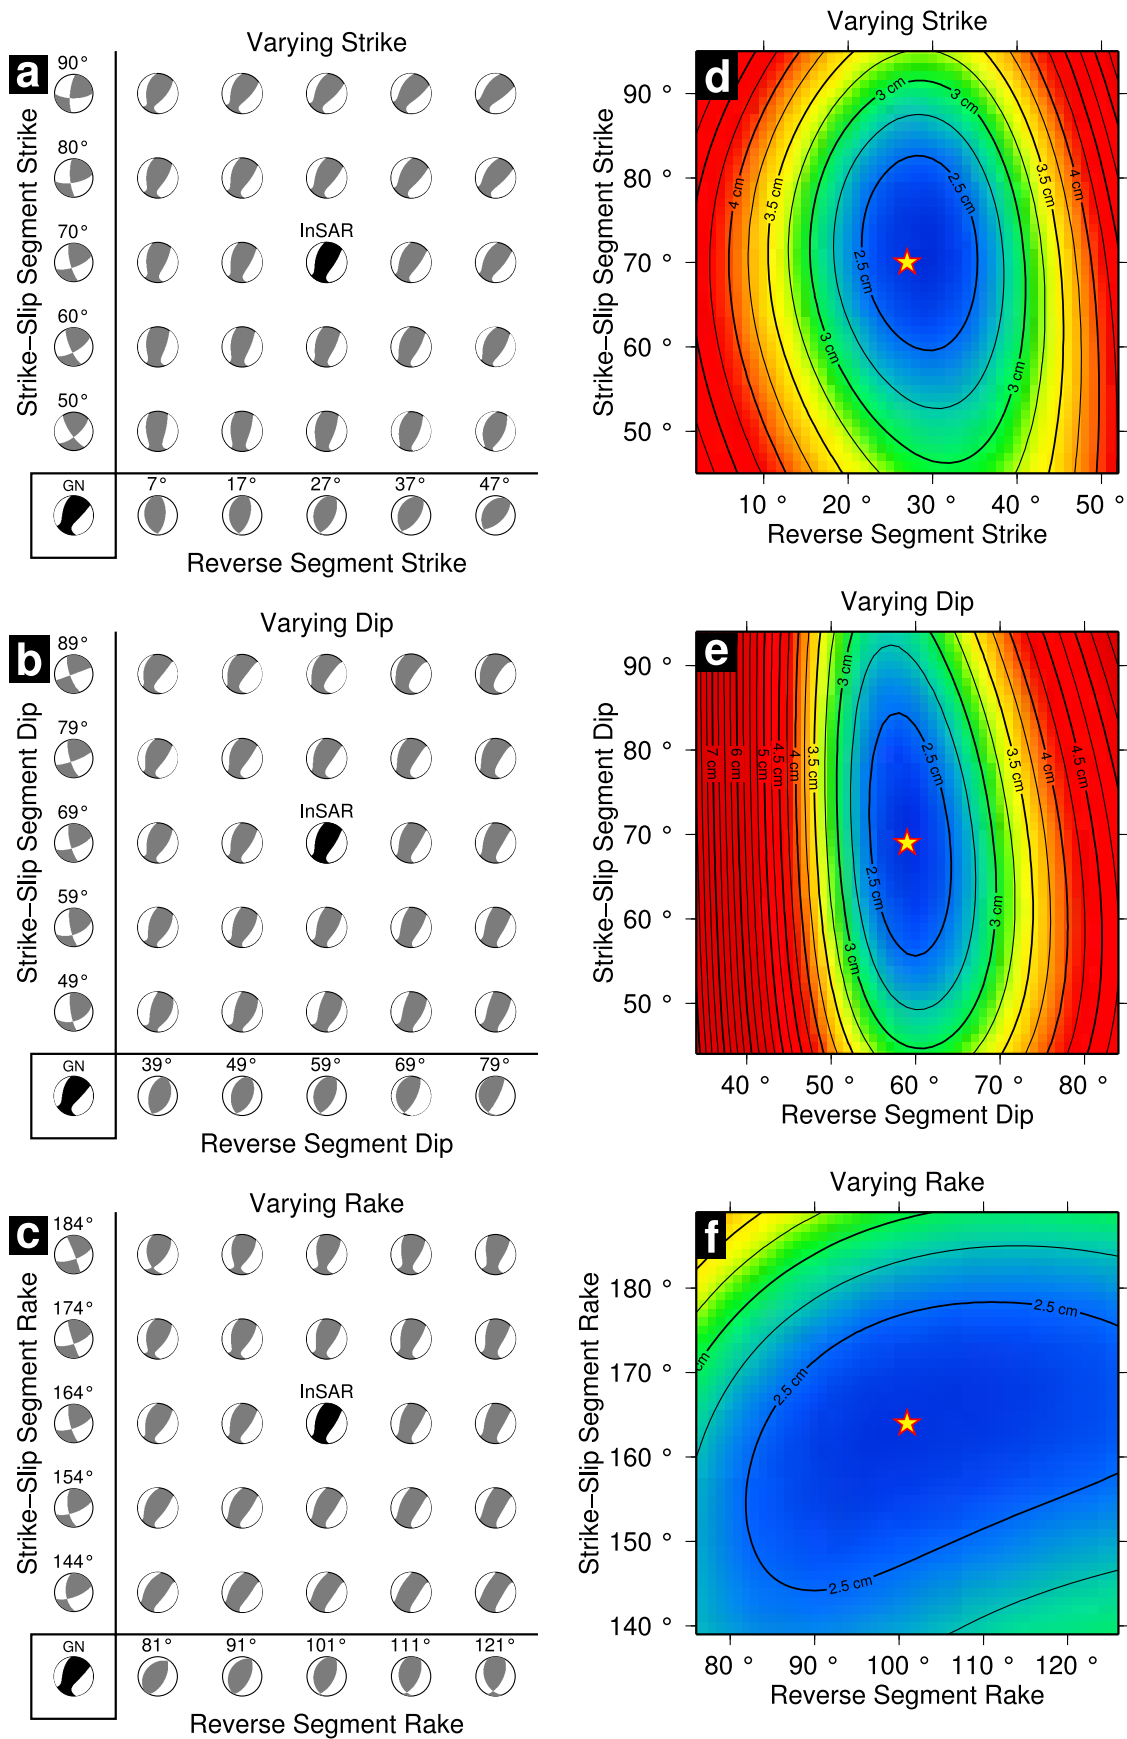 a
Varying Strike
Strike–Slip Segment Strike
90°
80°
70°
60°
50°
InSAR
GN
7° 17° 27° 37° 47°
Reverse Segment Strike
d
Varying Strike
Strike–Slip Segment Strike
90 °
80 °
70 °
60 °
50 °
3 cm
3 cm
4 cm
3.5 cm
2.5 cm
3.5 cm
4 cm
2.5 cm
3 cm
3 cm
10 ° 20 ° 30 ° 40 ° 50 °
Reverse Segment Strike
b
Varying Dip
Strike–Slip Segment Dip
89°
79°
69°
59°
49°
InSAR
GN
39° 49° 59° 69° 79°
Reverse Segment Dip
e
Varying Dip
Strike–Slip Segment Dip
90 °
80 °
70 °
60 °
50 °
3 cm
7 cm
6 cm
5 cm
4.5 cm
4 cm
3.5 cm
2.5 cm
3.5 cm
4 cm
4.5 cm
2.5 cm
3 cm
3 cm
40 ° 50 ° 60 ° 70 ° 80 °
Reverse Segment Dip
c
Varying Rake
Strike–Slip Segment Rake
184°
174°
164°
154°
144°
InSAR
GN
81° 91° 101° 111° 121°
Reverse Segment Rake
f
Varying Rake
Strike–Slip Segment Rake
180 °
170 °
160 °
150 °
140 °
2.5 cm
cm
2.5 cm
2.5 cm
80 ° 90 ° 100 ° 110 ° 120 °
Reverse Segment Rake